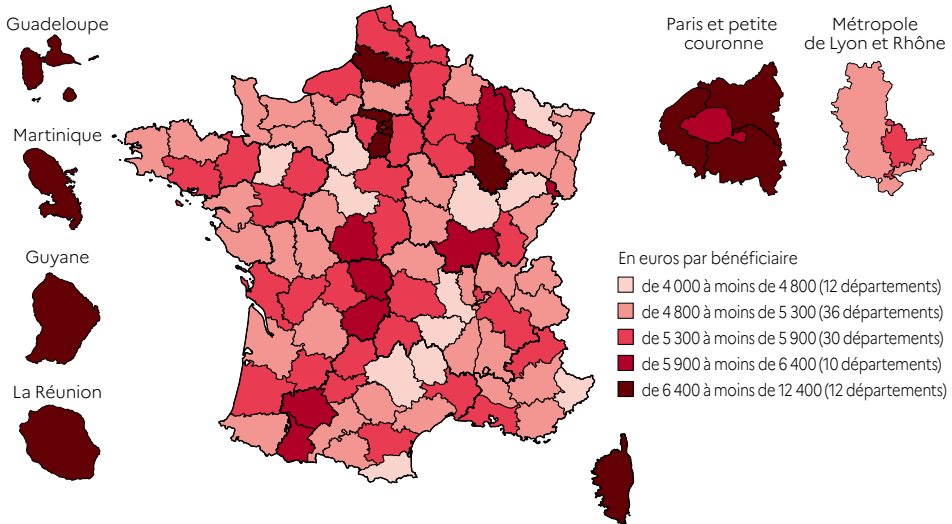 Guadeloupe
Martinique
Guyane
La Réunion
Paris et petite
couronne
Métropole
de Lyon et Rhône
En euros par bénéficiaire
de 4 000 à moins de 4 800 (12 départements)
de 4 800 à moins de 5 300 (36 départements)
de 5 300 à moins de 5 900 (30 départements)
de 5 900 à moins de 6 400 (10 départements)
de 6 400 à moins de 12 400 (12 départements)